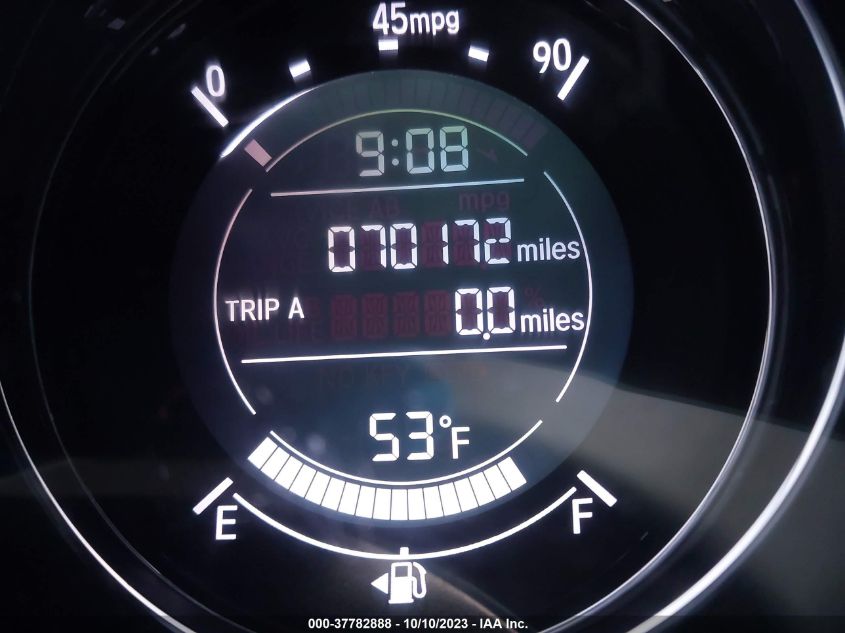 45mpg
0 90
9:08
mpg
070172 miles
TRIP A 0.0 miles
%
53°F
E F
000-37782888 - 10/10/2023 - IAA Inc.